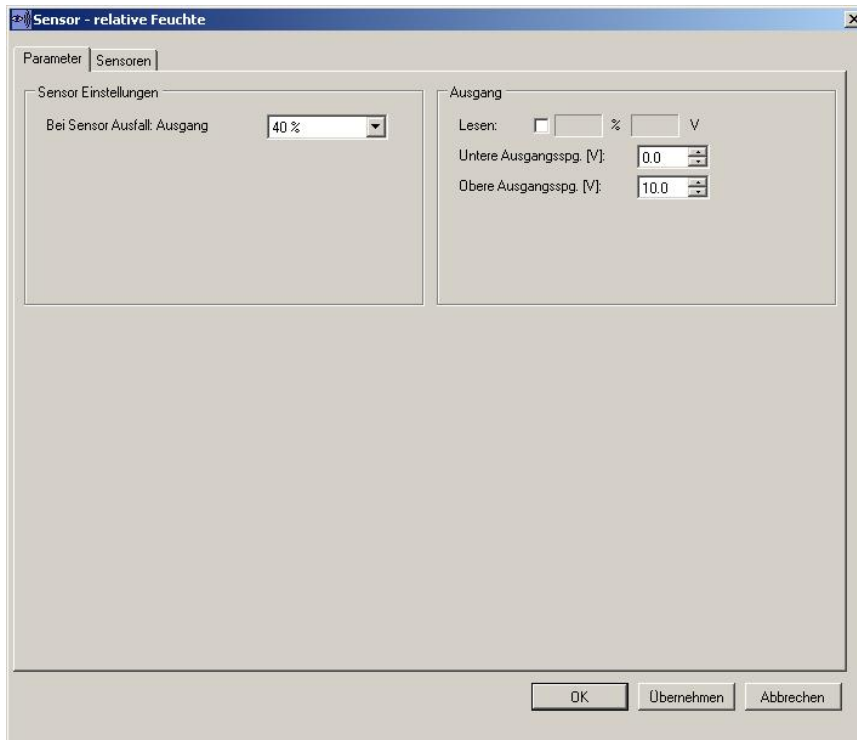 Sensor - relative Feuchte
Parameter
Sensoren
Sensor Einstellungen
Bei Sensor Ausfall: Ausgang 40 %
Ausgang
Lesen: % V
Untere Ausgangsspg. [V]: 0.0
Obere Ausgangsspg. [V]: 10.0
OK
Übernehmen
Abbrechen